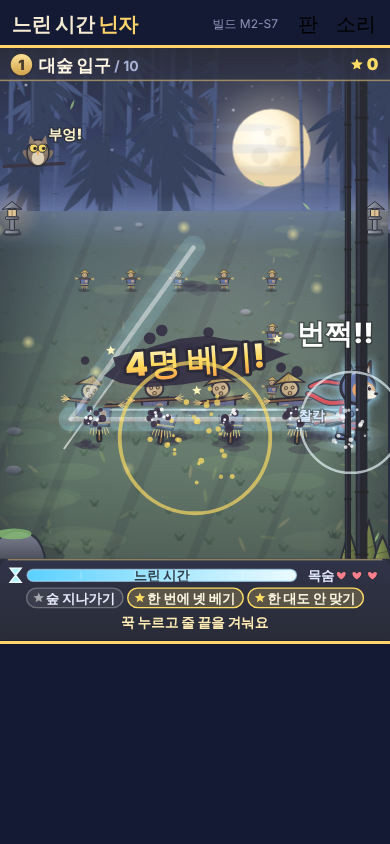 느린 시간 닌자 빌드 M2-S7 판 소리
1 대숲 입구 / 10 ★ 0
부엉!
번쩍!!
4명 베기!
착칵
느린 시간 목숨
숲 지나가기 한 번에 넷 베기 한 대도 안 맞기
꾹 누르고 줄 끝을 겨눠요